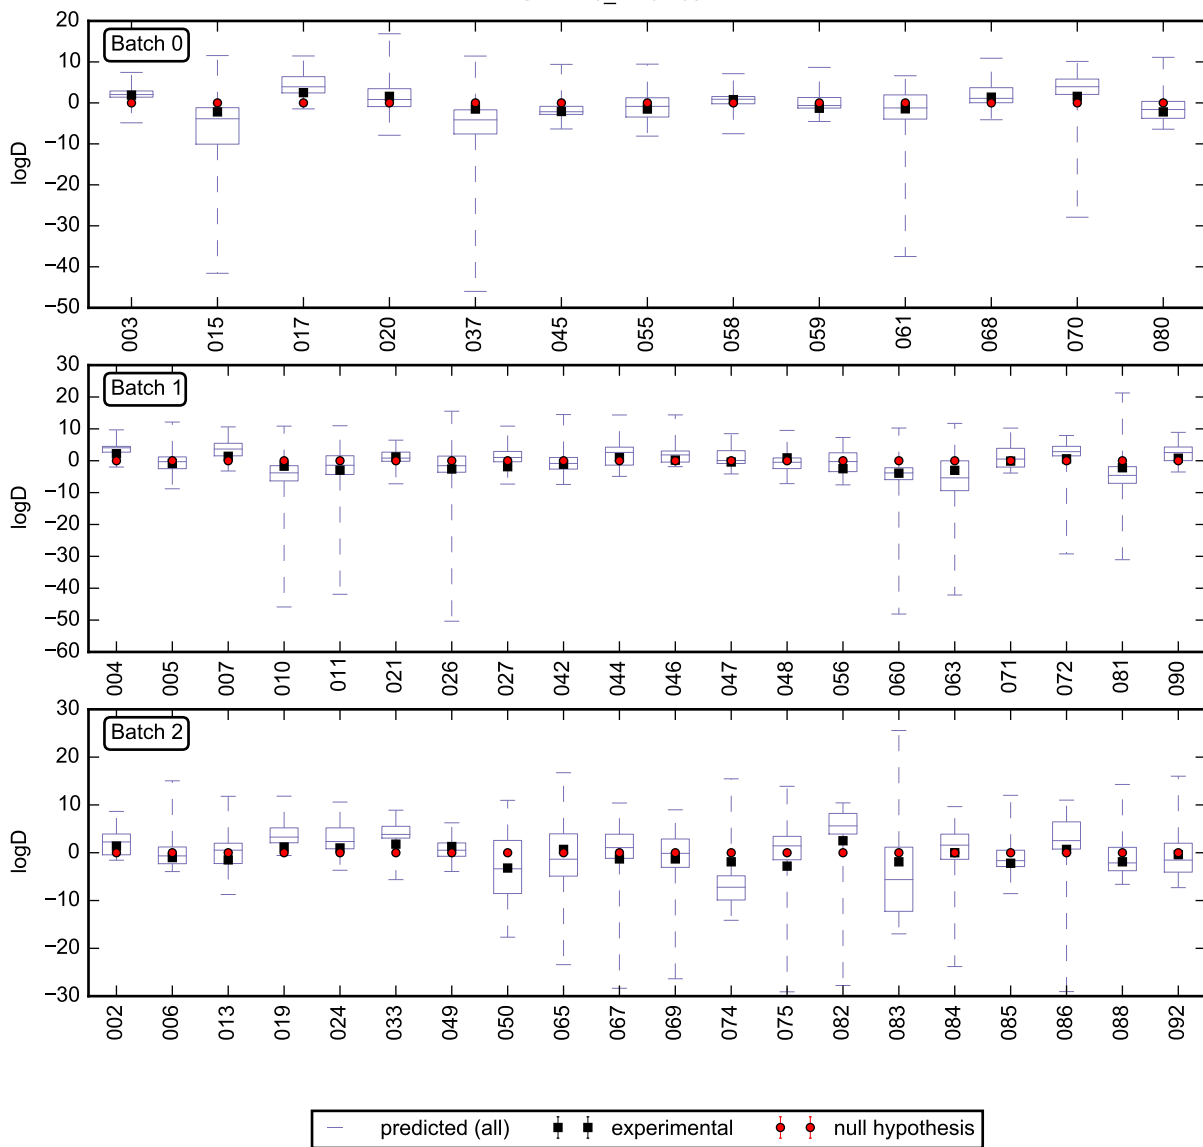 Batch 0
20
10
0
−10
−20
−30
−40
−50
logD
003 015 017 020 037 045 055 058 059 061 068 070 080
Batch 1
30
20
10
0
−10
−20
−30
−40
−50
−60
logD
004 005 007 010 011 021 026 027 042 044 046 047 048 056 060 063 071 072 081 090
Batch 2
30
20
10
0
−10
−20
−30
logD
002 006 013 019 024 033 049 050 065 067 069 074 075 082 083 084 085 086 088 092
predicted (all) experimental null hypothesis